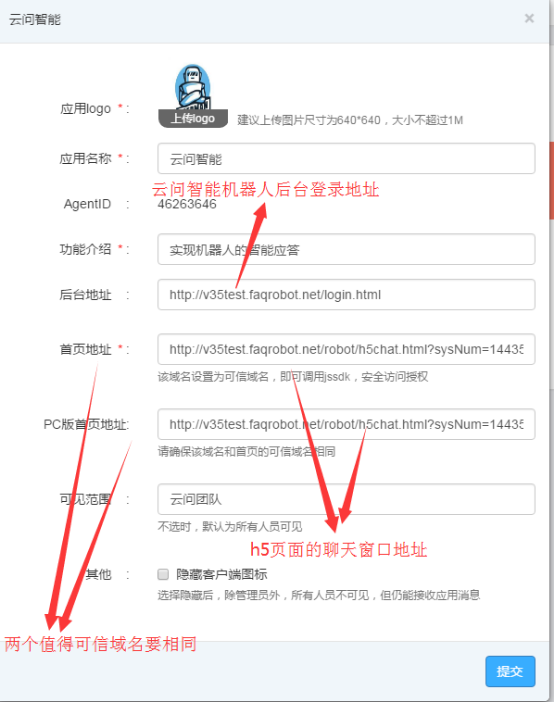 云问智能 ×
应用logo * :
上传logo
建议上传图片尺寸为640*640，大小不超过1M
应用名称 * : 云问智能
云问智能机器人后台登录地址
AgentID : 46263646
功能介绍 * : 实现机器人的智能应答
后台地址 : http://v35test.faqrobot.net/login.html
首页地址 * : http://v35test.faqrobot.net/robot/h5chat.html?sysNum=14435
该域名设置为可信域名，即可调用jssdk，安全访问授权
PC版首页地址: http://v35test.faqrobot.net/robot/h5chat.html?sysNum=14435
请确保该域名和首页的可信域名相同
可见范围 : 云问团队
不选时，默认为所有人员可见
h5页面的聊天窗口地址
其他 : 隐藏客户端图标
选择隐藏后，除管理员外，所有人员不可见，但仍能接收应用消息
两个值得可信域名要相同
提交